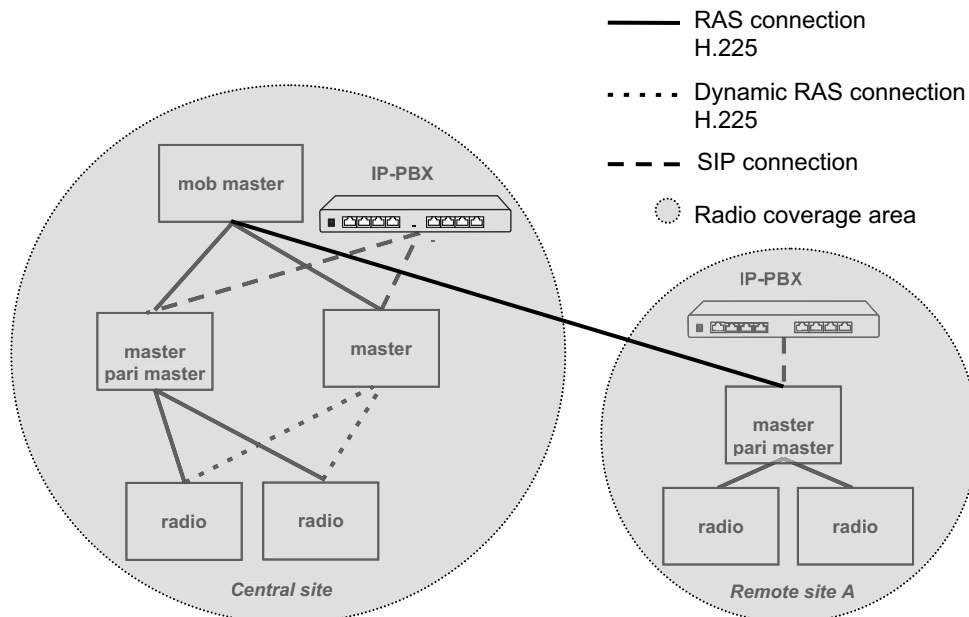 RAS connection
H.225
Dynamic RAS connection
H.225
SIP connection
Radio coverage area
mob master
IP-PBX
master
pari master
master
radio
radio
Central site
IP-PBX
master
pari master
radio
radio
Remote site A